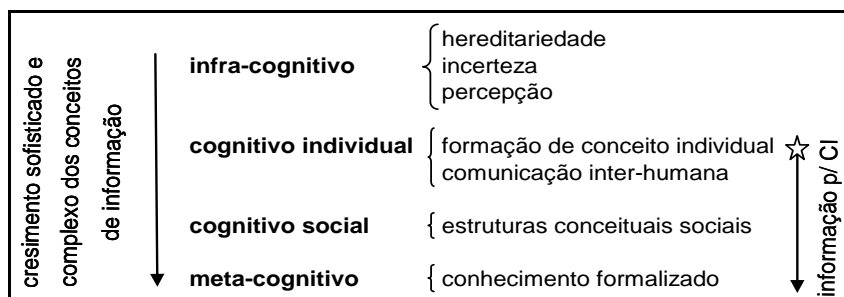 cresimento sofisticado e
complexo dos conceitos
de informação
infra-cognitivo
hereditariedade
incerteza
percepção
cognitivo individual
formação de conceito individual
comunicação inter-humana
cognitivo social
estruturas conceituais sociais
meta-cognitivo
conhecimento formalizado
informação p/ CI